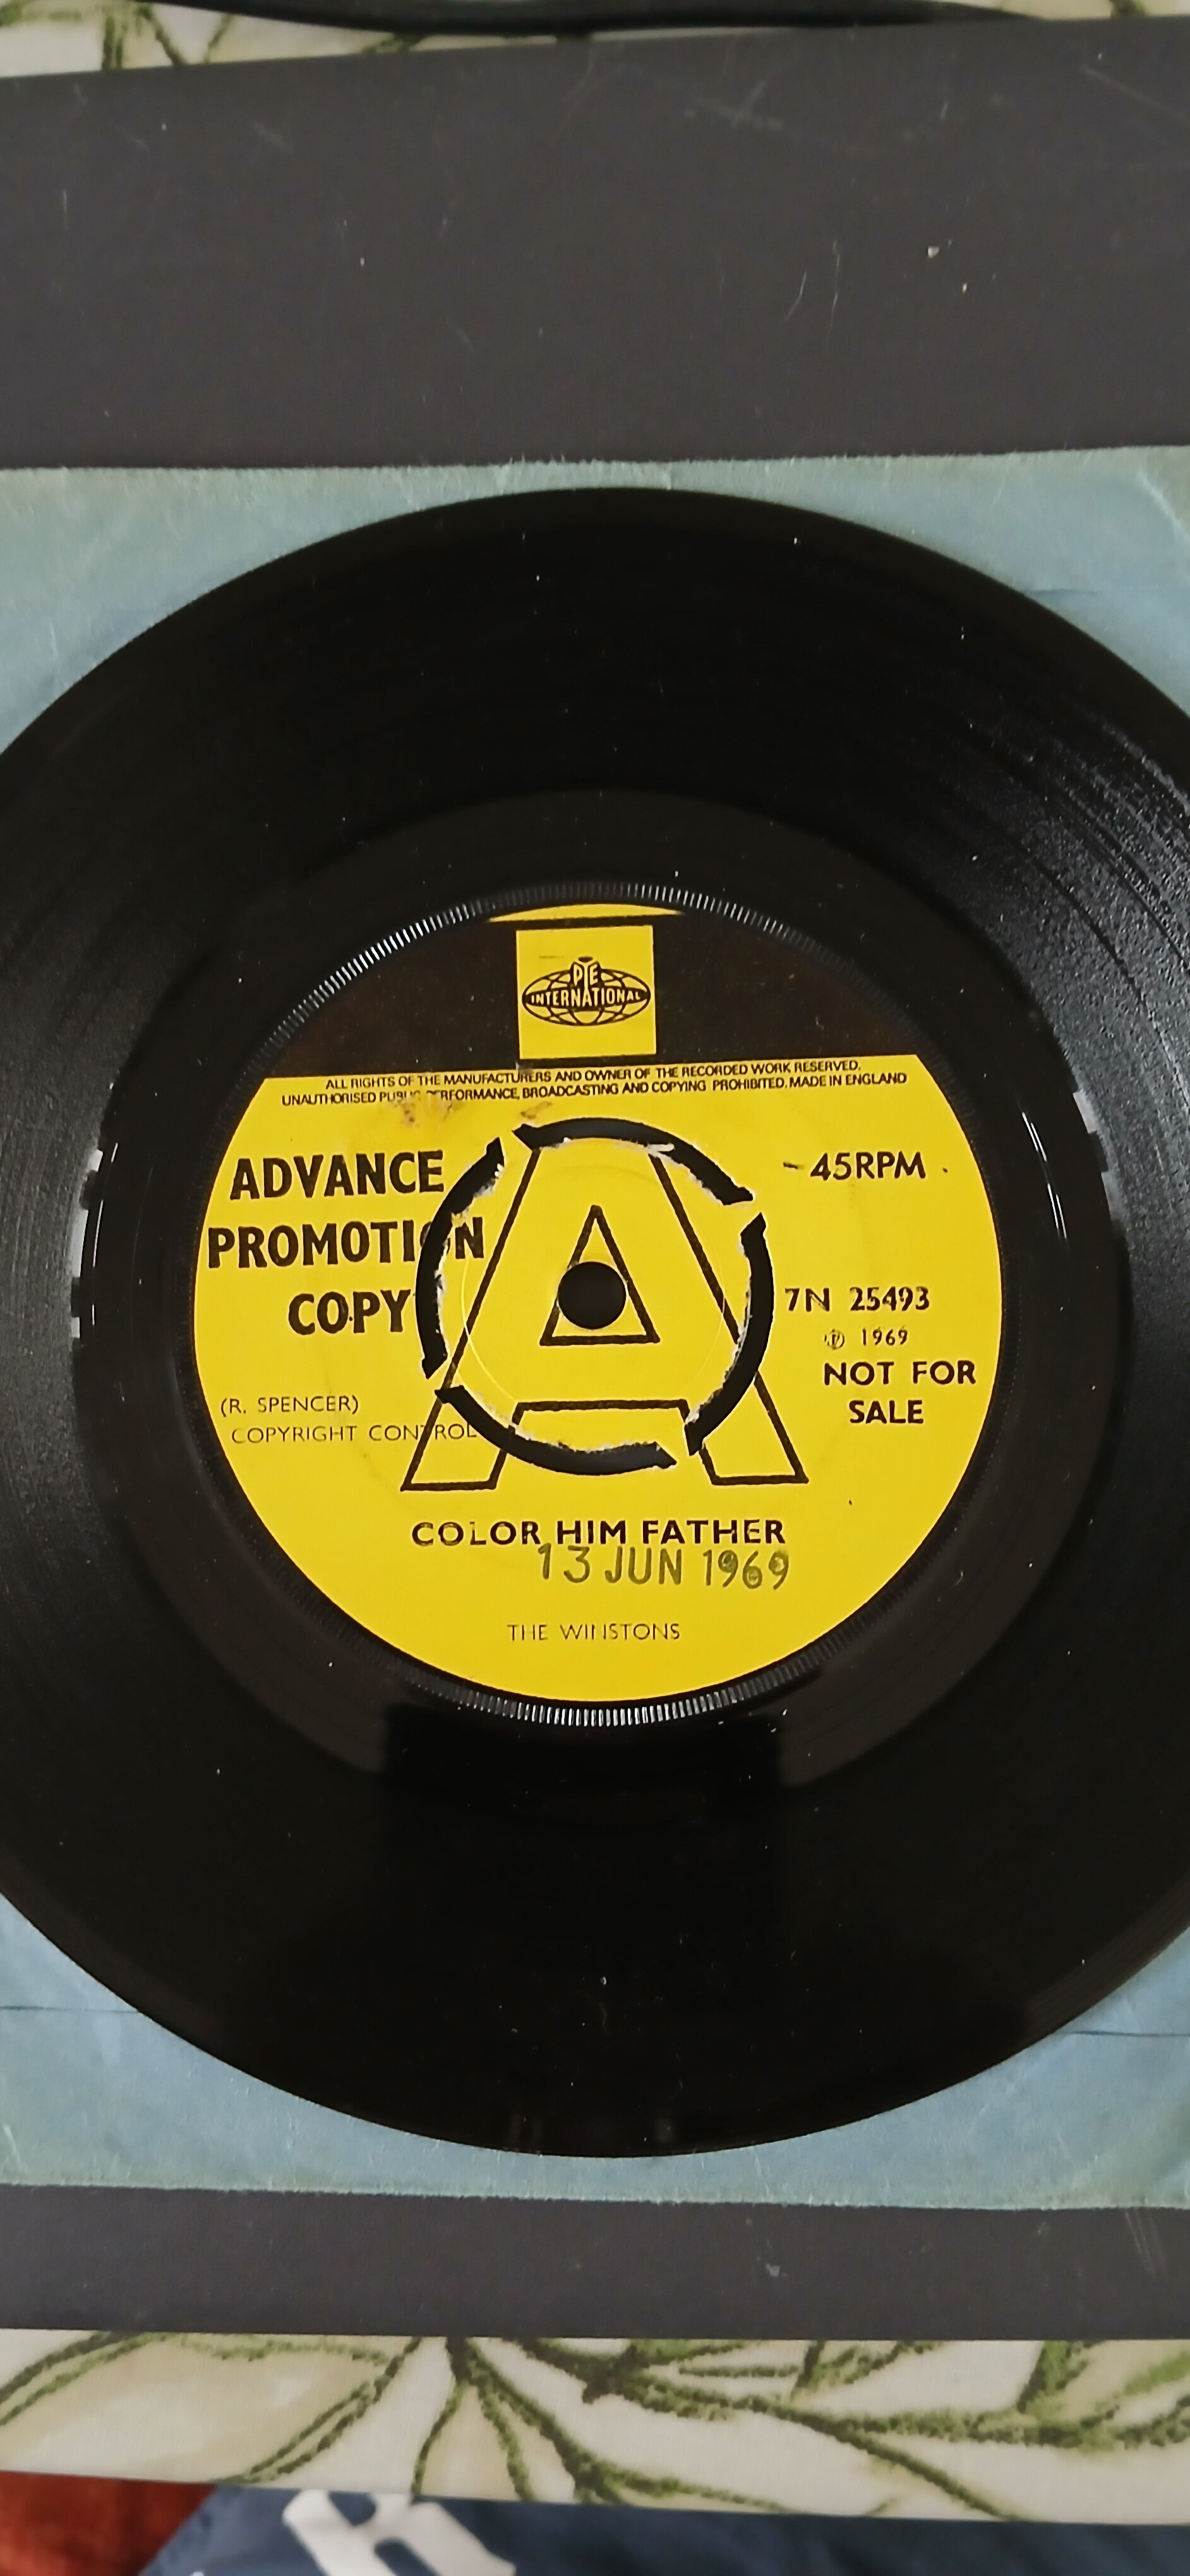 PYE
INTERNATIONAL
ALL RIGHTS OF THE MANUFACTURERS AND OWNER OF THE RECORDED WORK RESERVED.
UNAUTHORISED PUBLIC PERFORMANCE, BROADCASTING AND COPYING PROHIBITED. MADE IN ENGLAND
ADVANCE
PROMOTION
COPY
A
45RPM
7N 25493
Ⓟ 1969
NOT FOR
SALE
(R. SPENCER)
COPYRIGHT CONTROL
COLOR HIM FATHER
13 JUN 1969
THE WINSTONS